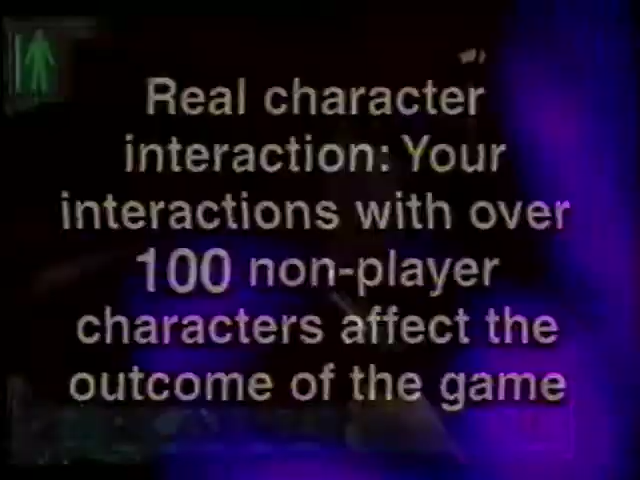 Real character
interaction: Your
interactions with over
100 non-player
characters affect the
outcome of the game